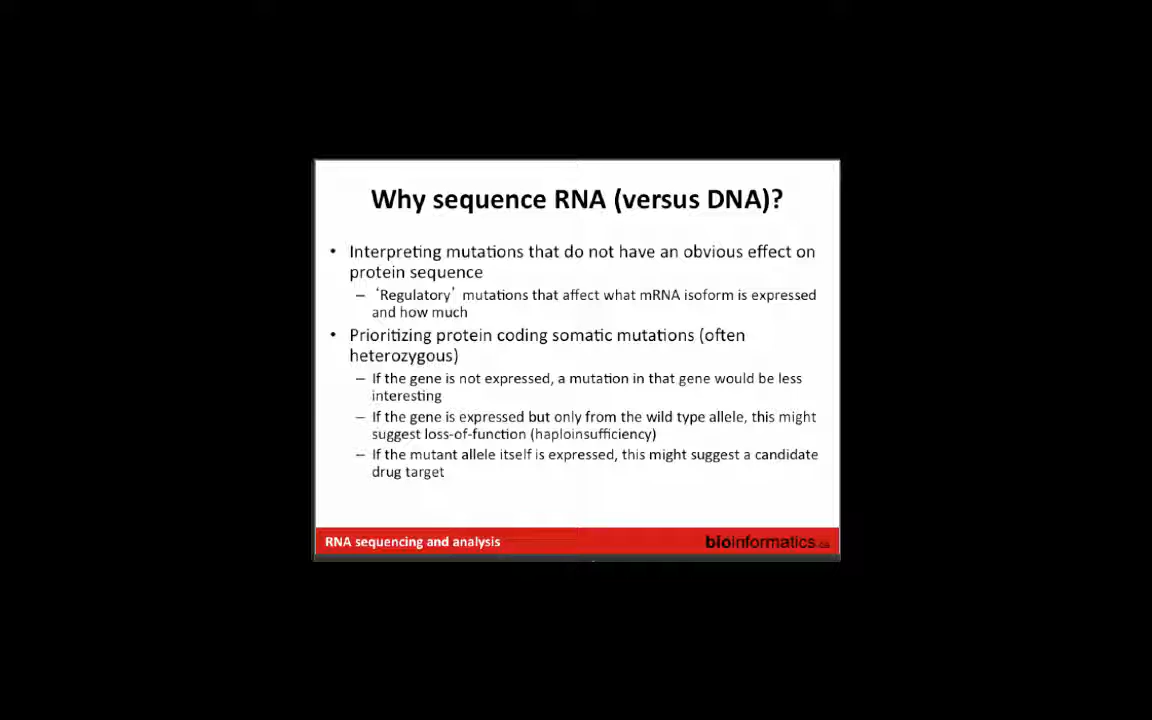 Why sequence RNA (versus DNA)?
• Interpreting mutations that do not have an obvious effect on
protein sequence
– ‘Regulatory’ mutations that affect what mRNA isoform is expressed
and how much
• Prioritizing protein coding somatic mutations (often
heterozygous)
– If the gene is not expressed, a mutation in that gene would be less
interesting
– If the gene is expressed but only from the wild type allele, this might
suggest loss-of-function (haploinsufficiency)
– If the mutant allele itself is expressed, this might suggest a candidate
drug target
RNA sequencing and analysis
bioinformatics.ca